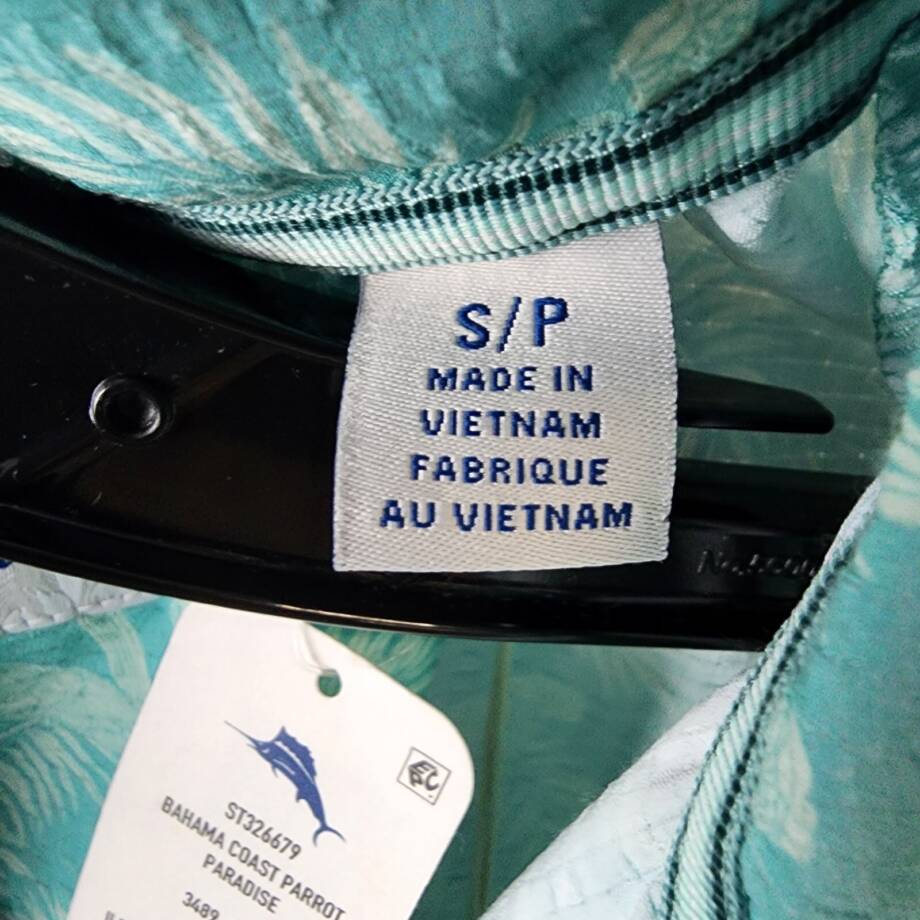 S/P
MADE IN
VIETNAM
FABRIQUE
AU VIETNAM
ST326679
BAHAMA COAST PARROT
PARADISE
3489